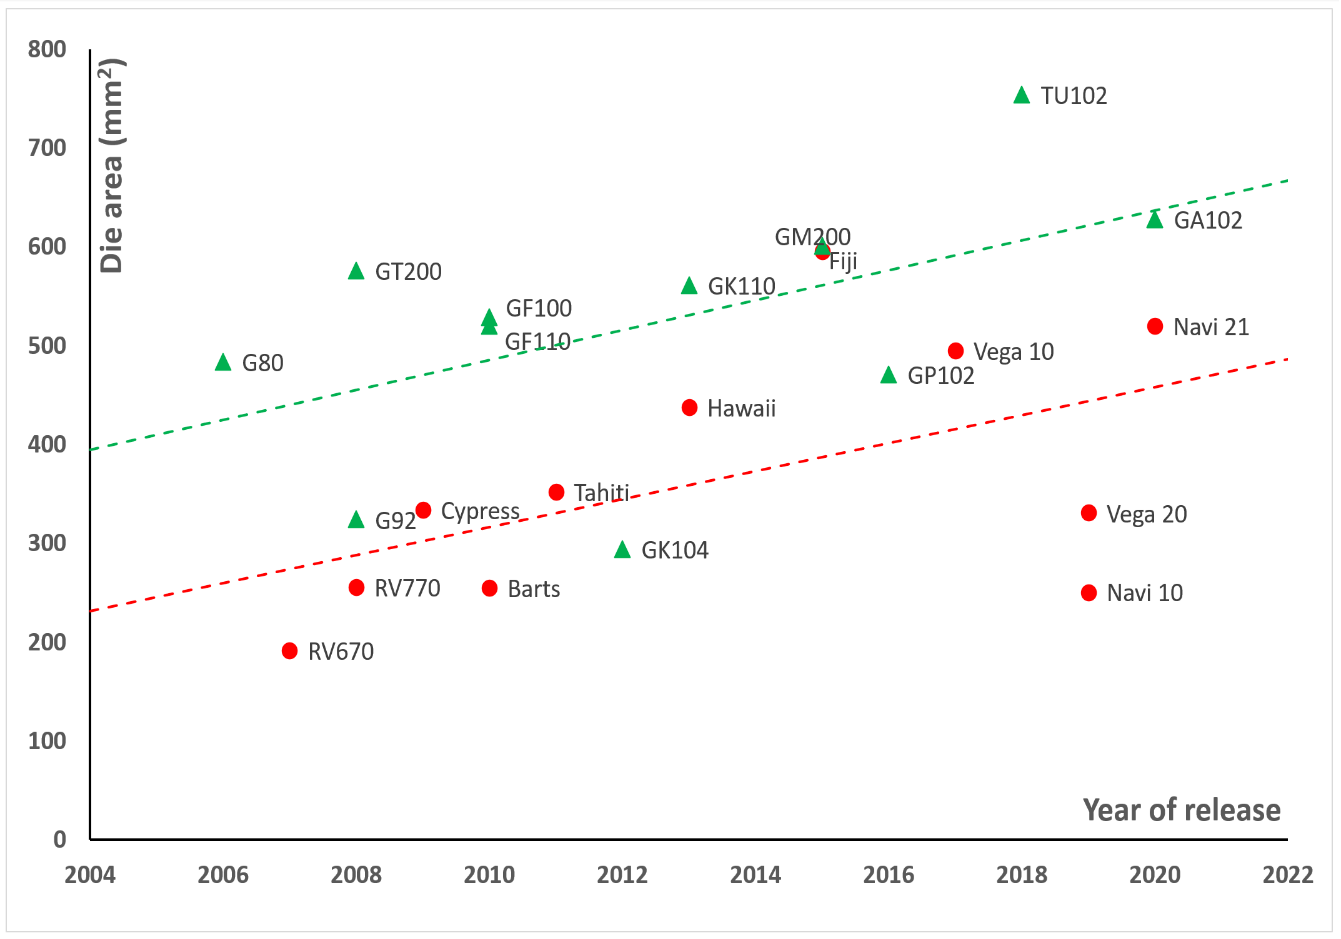 800
Die area (mm²)
TU102
700
GA102
600
GM200
Fiji
GT200
GK110
GF100
GF110
500
Navi 21
Vega 10
G80
GP102
400
Hawaii
Tahiti
Cypress
G92
Vega 20
300
GK104
RV770
Barts
Navi 10
200
RV670
100
Year of release
0
2004 2006 2008 2010 2012 2014 2016 2018 2020 2022